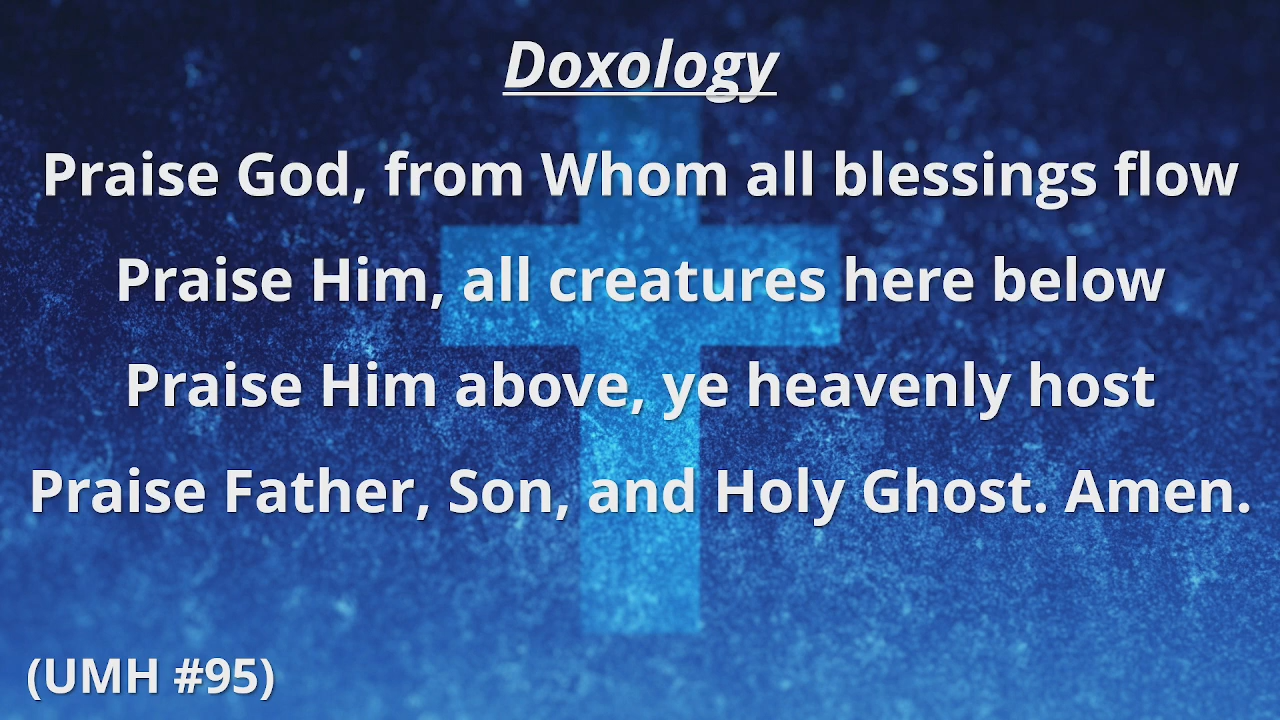 Doxology
Praise God, from Whom all blessings flow
Praise Him, all creatures here below
Praise Him above, ye heavenly host
Praise Father, Son, and Holy Ghost. Amen.
(UMH #95)